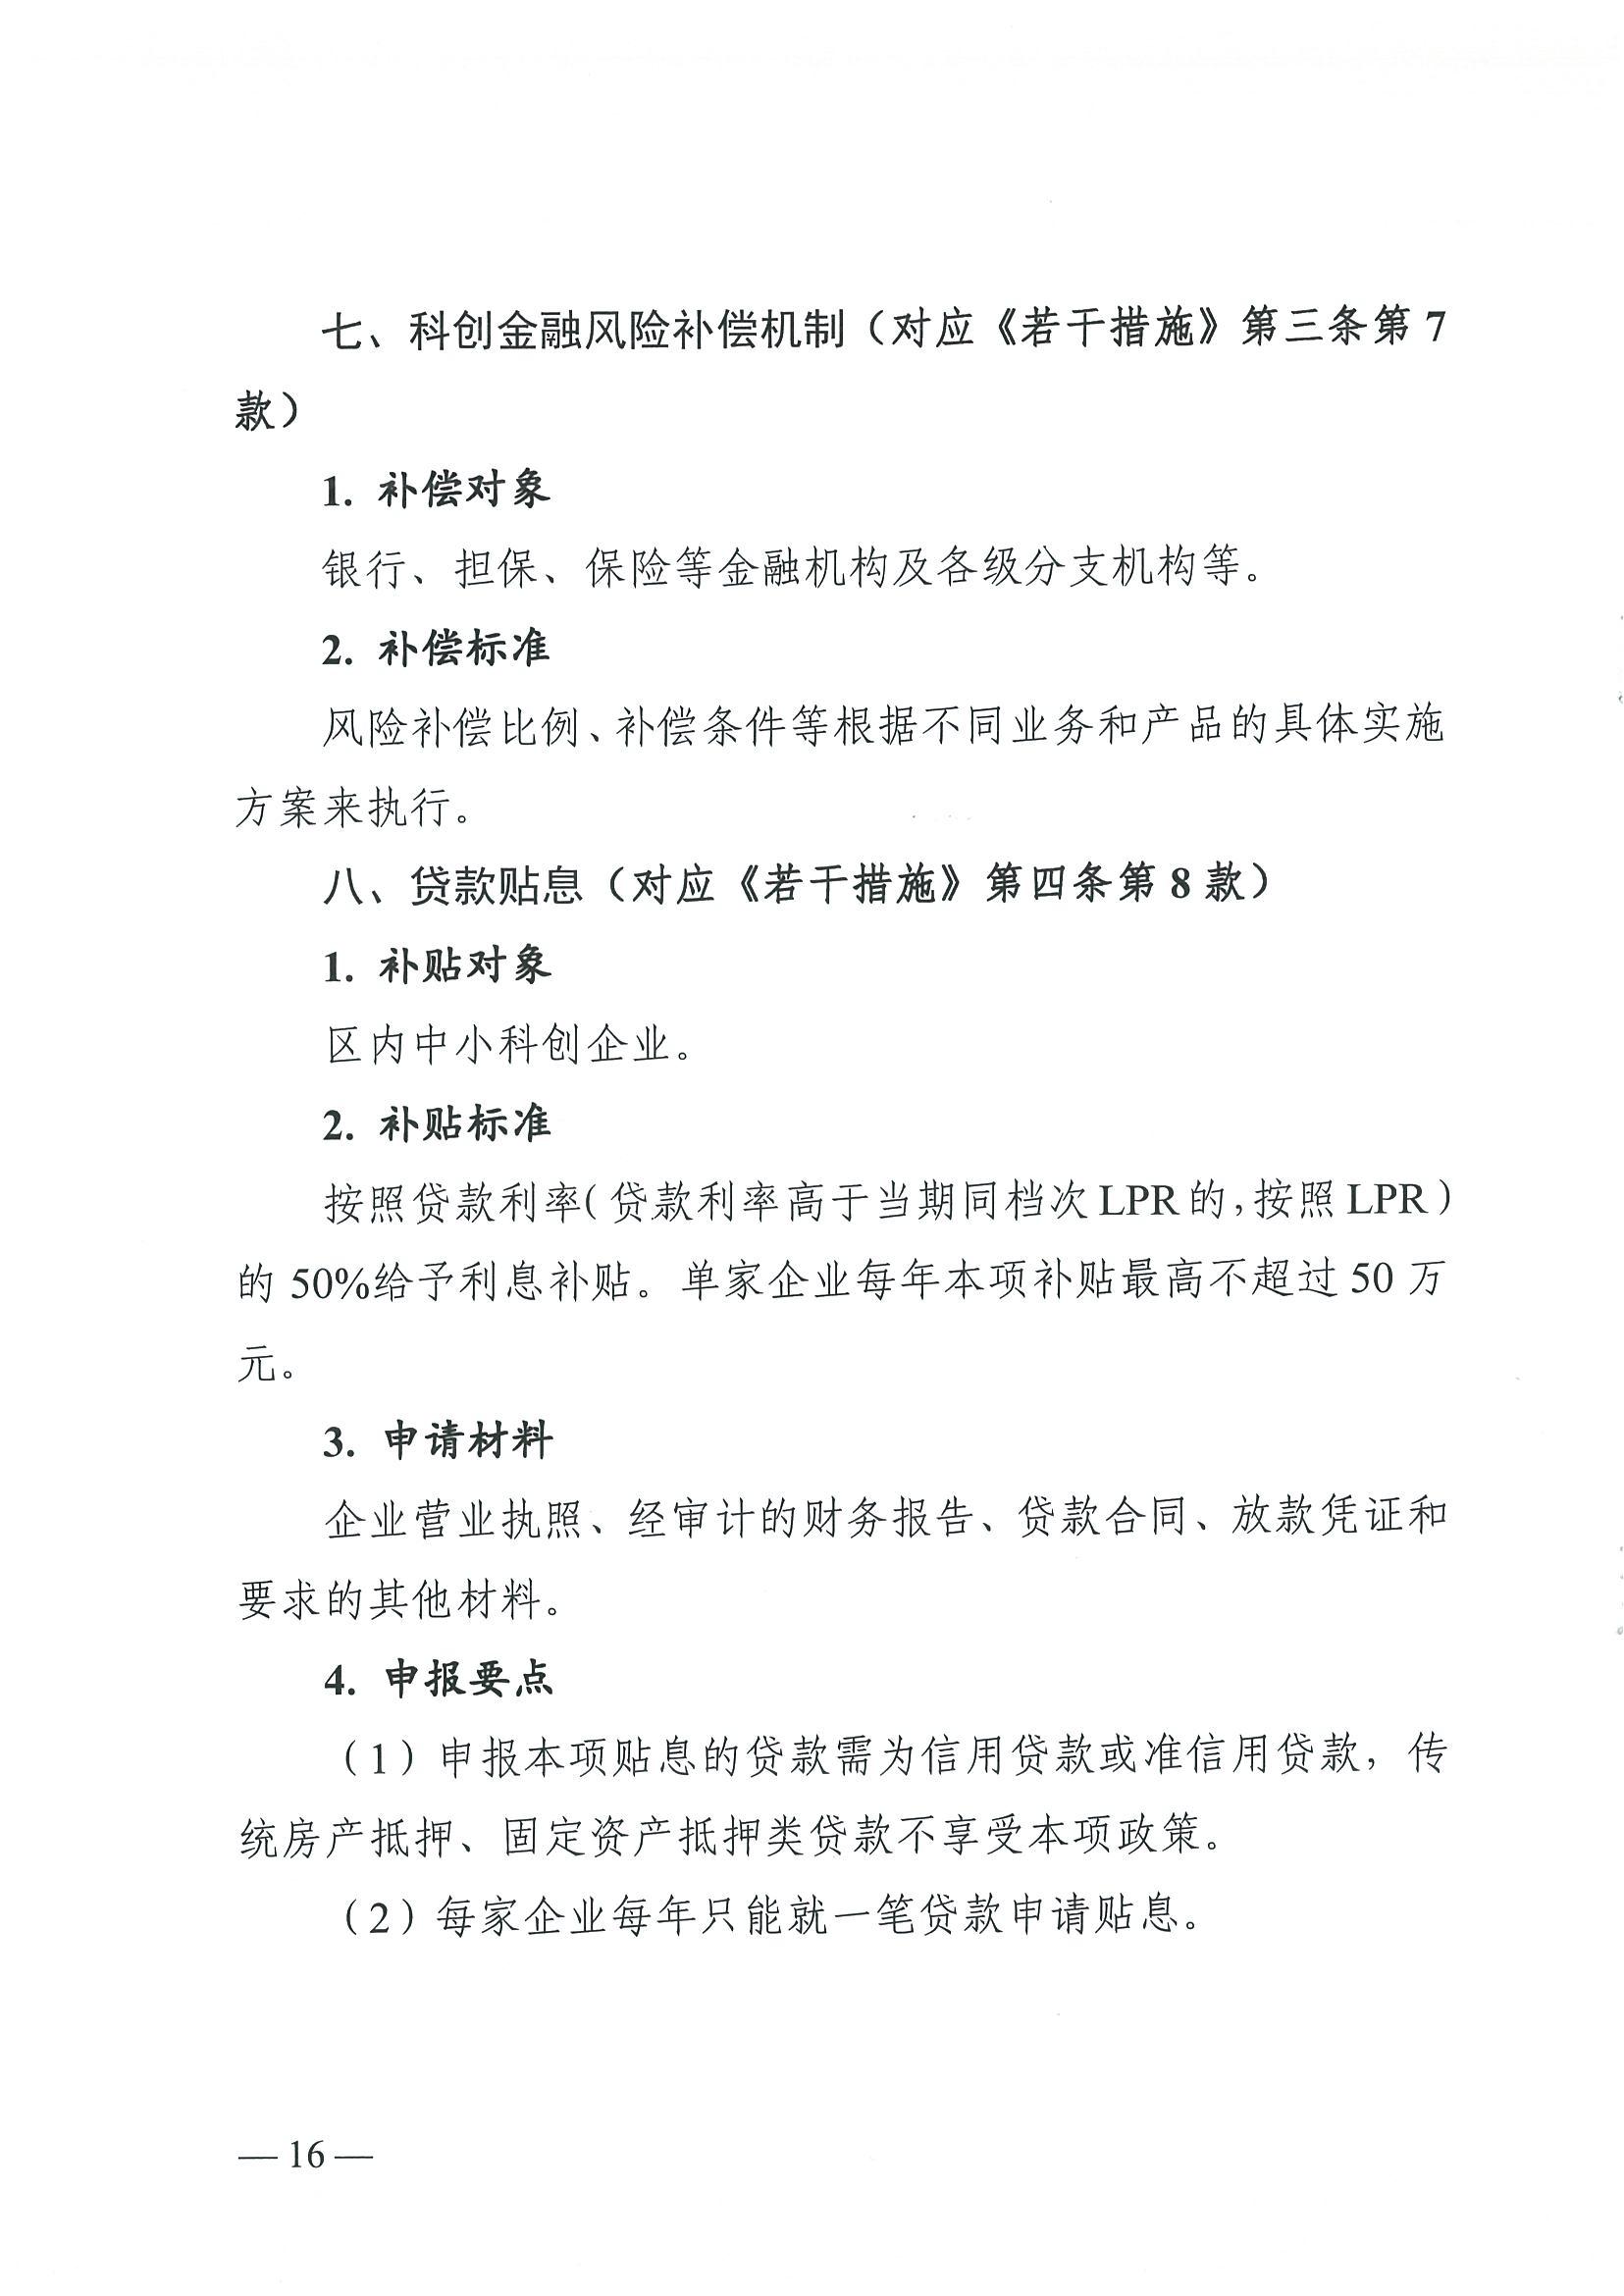 七、科创金融风险补偿机制（对应《若干措施》第三条第 7
款）
1. 补偿对象
银行、担保、保险等金融机构及各级分支机构等。
2. 补偿标准
风险补偿比例、补偿条件等根据不同业务和产品的具体实施
方案来执行。
八、贷款贴息（对应《若干措施》第四条第 8 款）
1. 补贴对象
区内中小科创企业。
2. 补贴标准
按照贷款利率（贷款利率高于当期同档次 LPR 的，按照 LPR）
的 50%给予利息补贴。单家企业每年本项补贴最高不超过 50 万
元。
3. 申请材料
企业营业执照、经审计的财务报告、贷款合同、放款凭证和
要求的其他材料。
4. 申报要点
（1）申报本项贴息的贷款需为信用贷款或准信用贷款，传
统房产抵押、固定资产抵押类贷款不享受本项政策。
（2）每家企业每年只能就一笔贷款申请贴息。
— 16 —